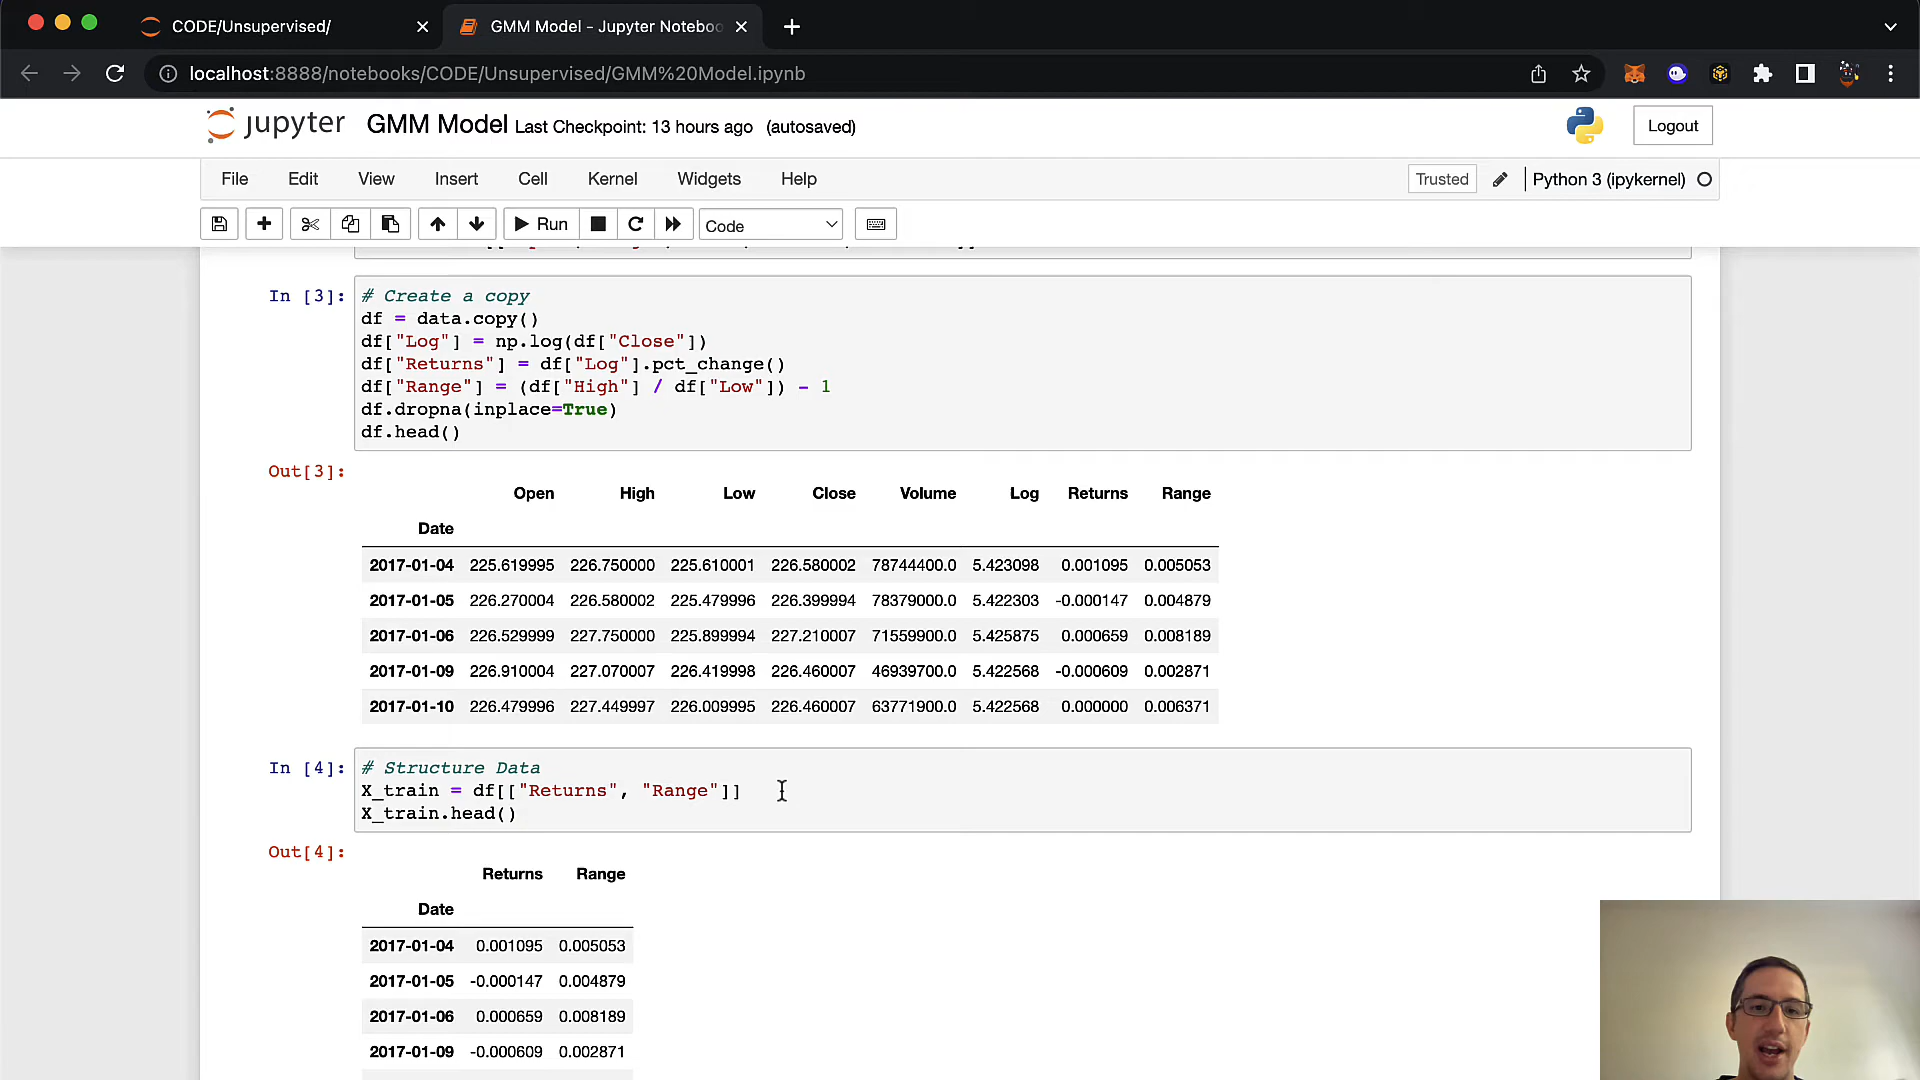 CODE/Unsupervised/
GMM Model - Jupyter Noteboo
localhost:8888/notebooks/CODE/Unsupervised/GMM%20Model.ipynb
jupyter GMM Model Last Checkpoint: 13 hours ago (autosaved)
Logout
File Edit View Insert Cell Kernel Widgets Help
Trusted Python 3 (ipykernel)
Run Code
In [3]: # Create a copy
df = data.copy()
df["Log"] = np.log(df["Close"])
df["Returns"] = df["Log"].pct_change()
df["Range"] = (df["High"] / df["Low"]) - 1
df.dropna(inplace=True)
df.head()
Out[3]:
Open High Low Close Volume Log Returns Range
Date
2017-01-04 225.619995 226.750000 225.610001 226.580002 78744400.0 5.423098 0.001095 0.005053
2017-01-05 226.270004 226.580002 225.479996 226.399994 78379000.0 5.422303 -0.000147 0.004879
2017-01-06 226.529999 227.750000 225.899994 227.210007 71559900.0 5.425875 0.000659 0.008189
2017-01-09 226.910004 227.070007 226.419998 226.460007 46939700.0 5.422568 -0.000609 0.002871
2017-01-10 226.479996 227.449997 226.009995 226.460007 63771900.0 5.422568 0.000000 0.006371
In [4]: # Structure Data
X_train = df[["Returns", "Range"]]
X_train.head()
Out[4]:
Returns Range
Date
2017-01-04 0.001095 0.005053
2017-01-05 -0.000147 0.004879
2017-01-06 0.000659 0.008189
2017-01-09 -0.000609 0.002871